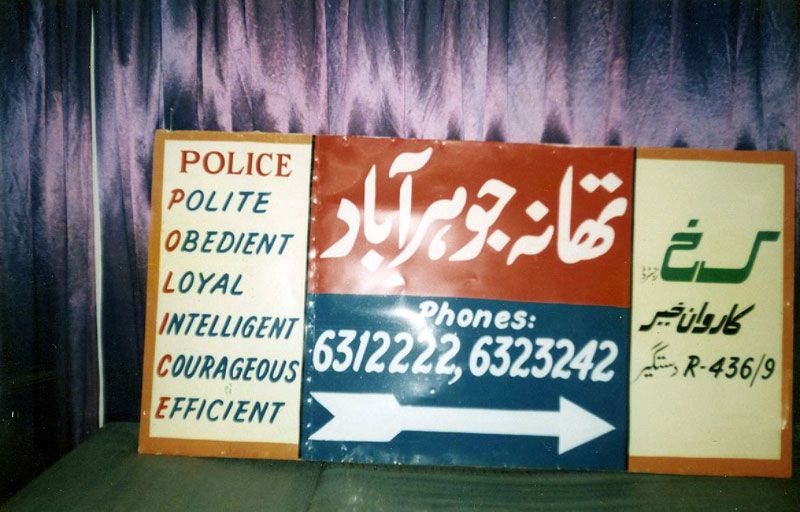 POLICE
POLITE
OBEDIENT
LOYAL
INTELLIGENT
COURAGEOUS
EFFICIENT
تھانہ جوہرآباد
Phones:
6312222, 6323242
ک خ
کاروان خیر
R-436/9 دستگیر